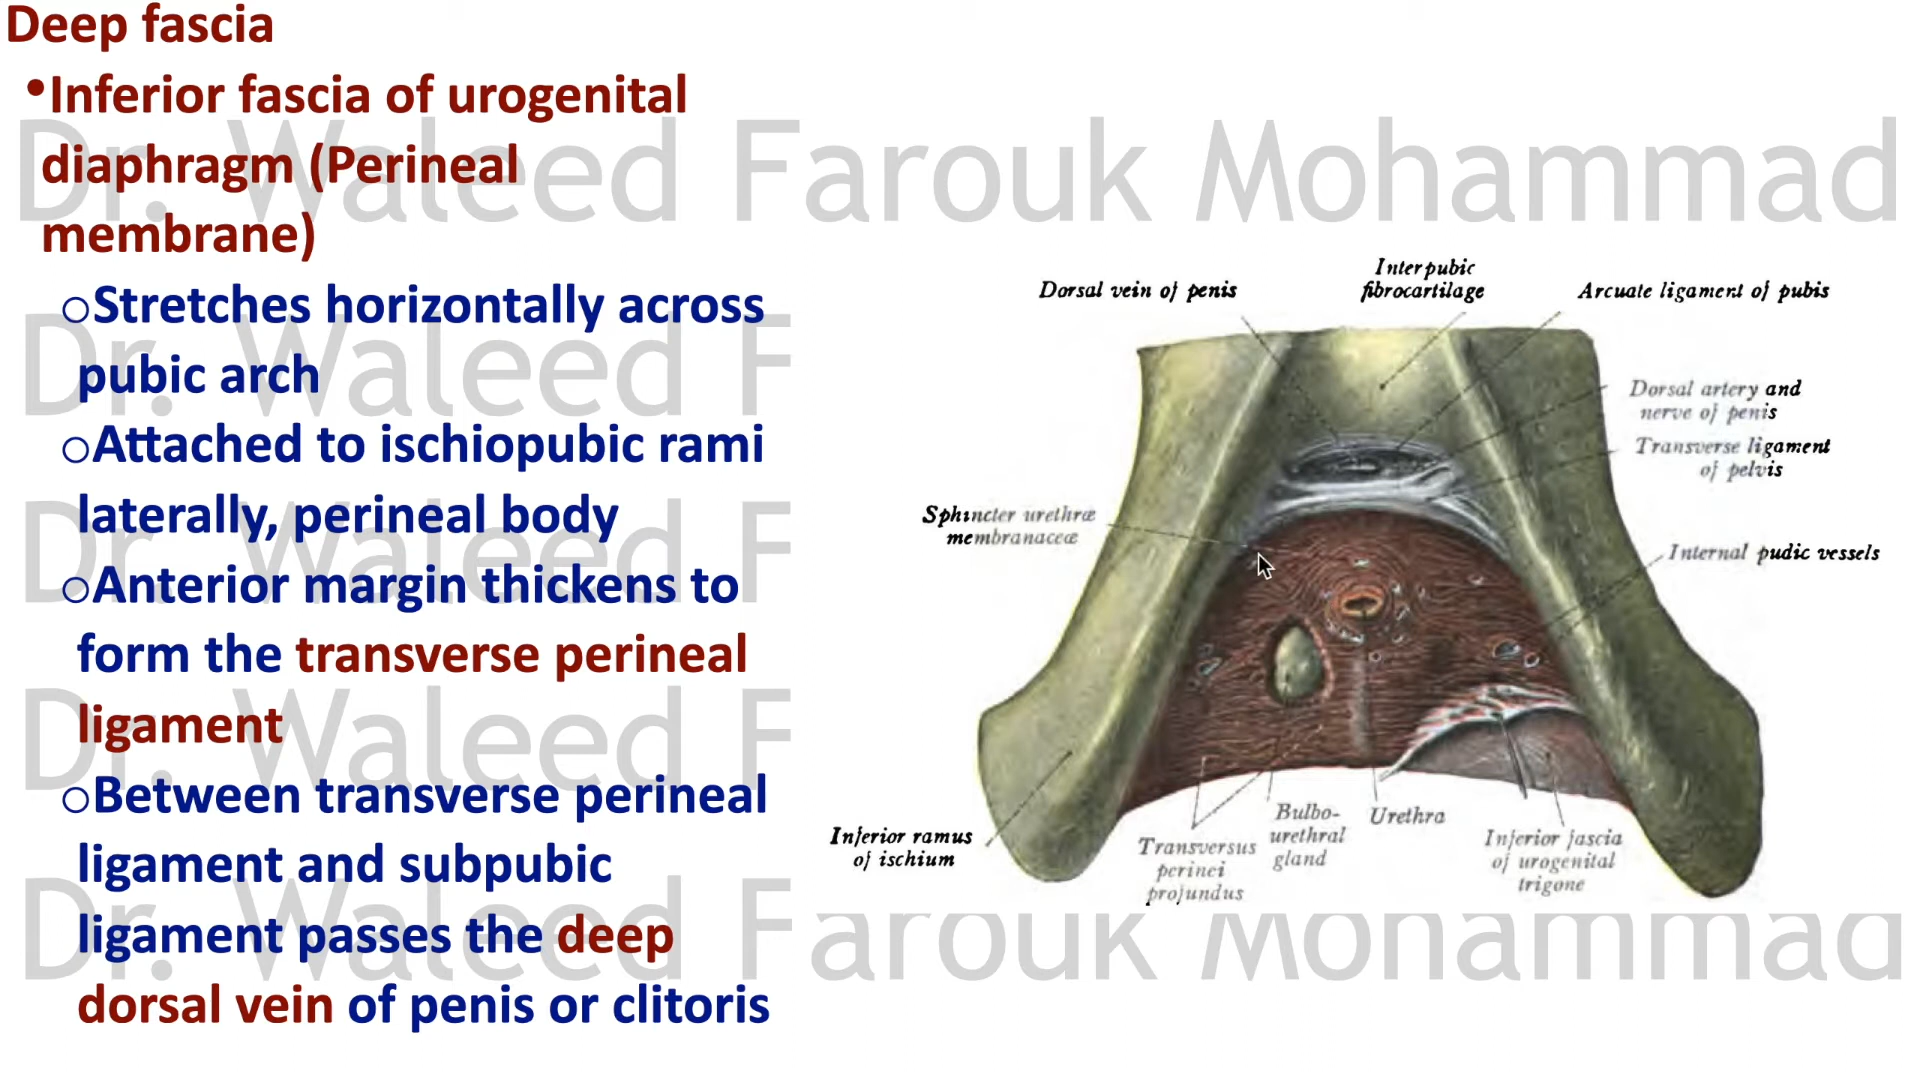 Deep fascia
•Inferior fascia of urogenital
diaphragm (Perineal
membrane)
oStretches horizontally across
pubic arch
oAttached to ischiopubic rami
laterally, perineal body
oAnterior margin thickens to
form the transverse perineal
ligament
oBetween transverse perineal
ligament and subpubic
ligament passes the deep
dorsal vein of penis or clitoris
Dorsal vein of penis
Interpubic
fibrocartilage
Arcuate ligament of pubis
Dorsal artery and
nerve of penis
Transverse ligament
of pelvis
Sphincter urethræ
membranaceæ
Internal pudic vessels
Inferior ramus
of ischium
Transversus
perinei
profundus
Bulbo-
urethral
gland
Urethra
Inferior fascia
of urogenital
trigone
Dr. Waleed Farouk Mohammad
Dr. Waleed F
Dr. Waleed F
Dr. Waleed F
Dr. Waleed Farouk Mohammad